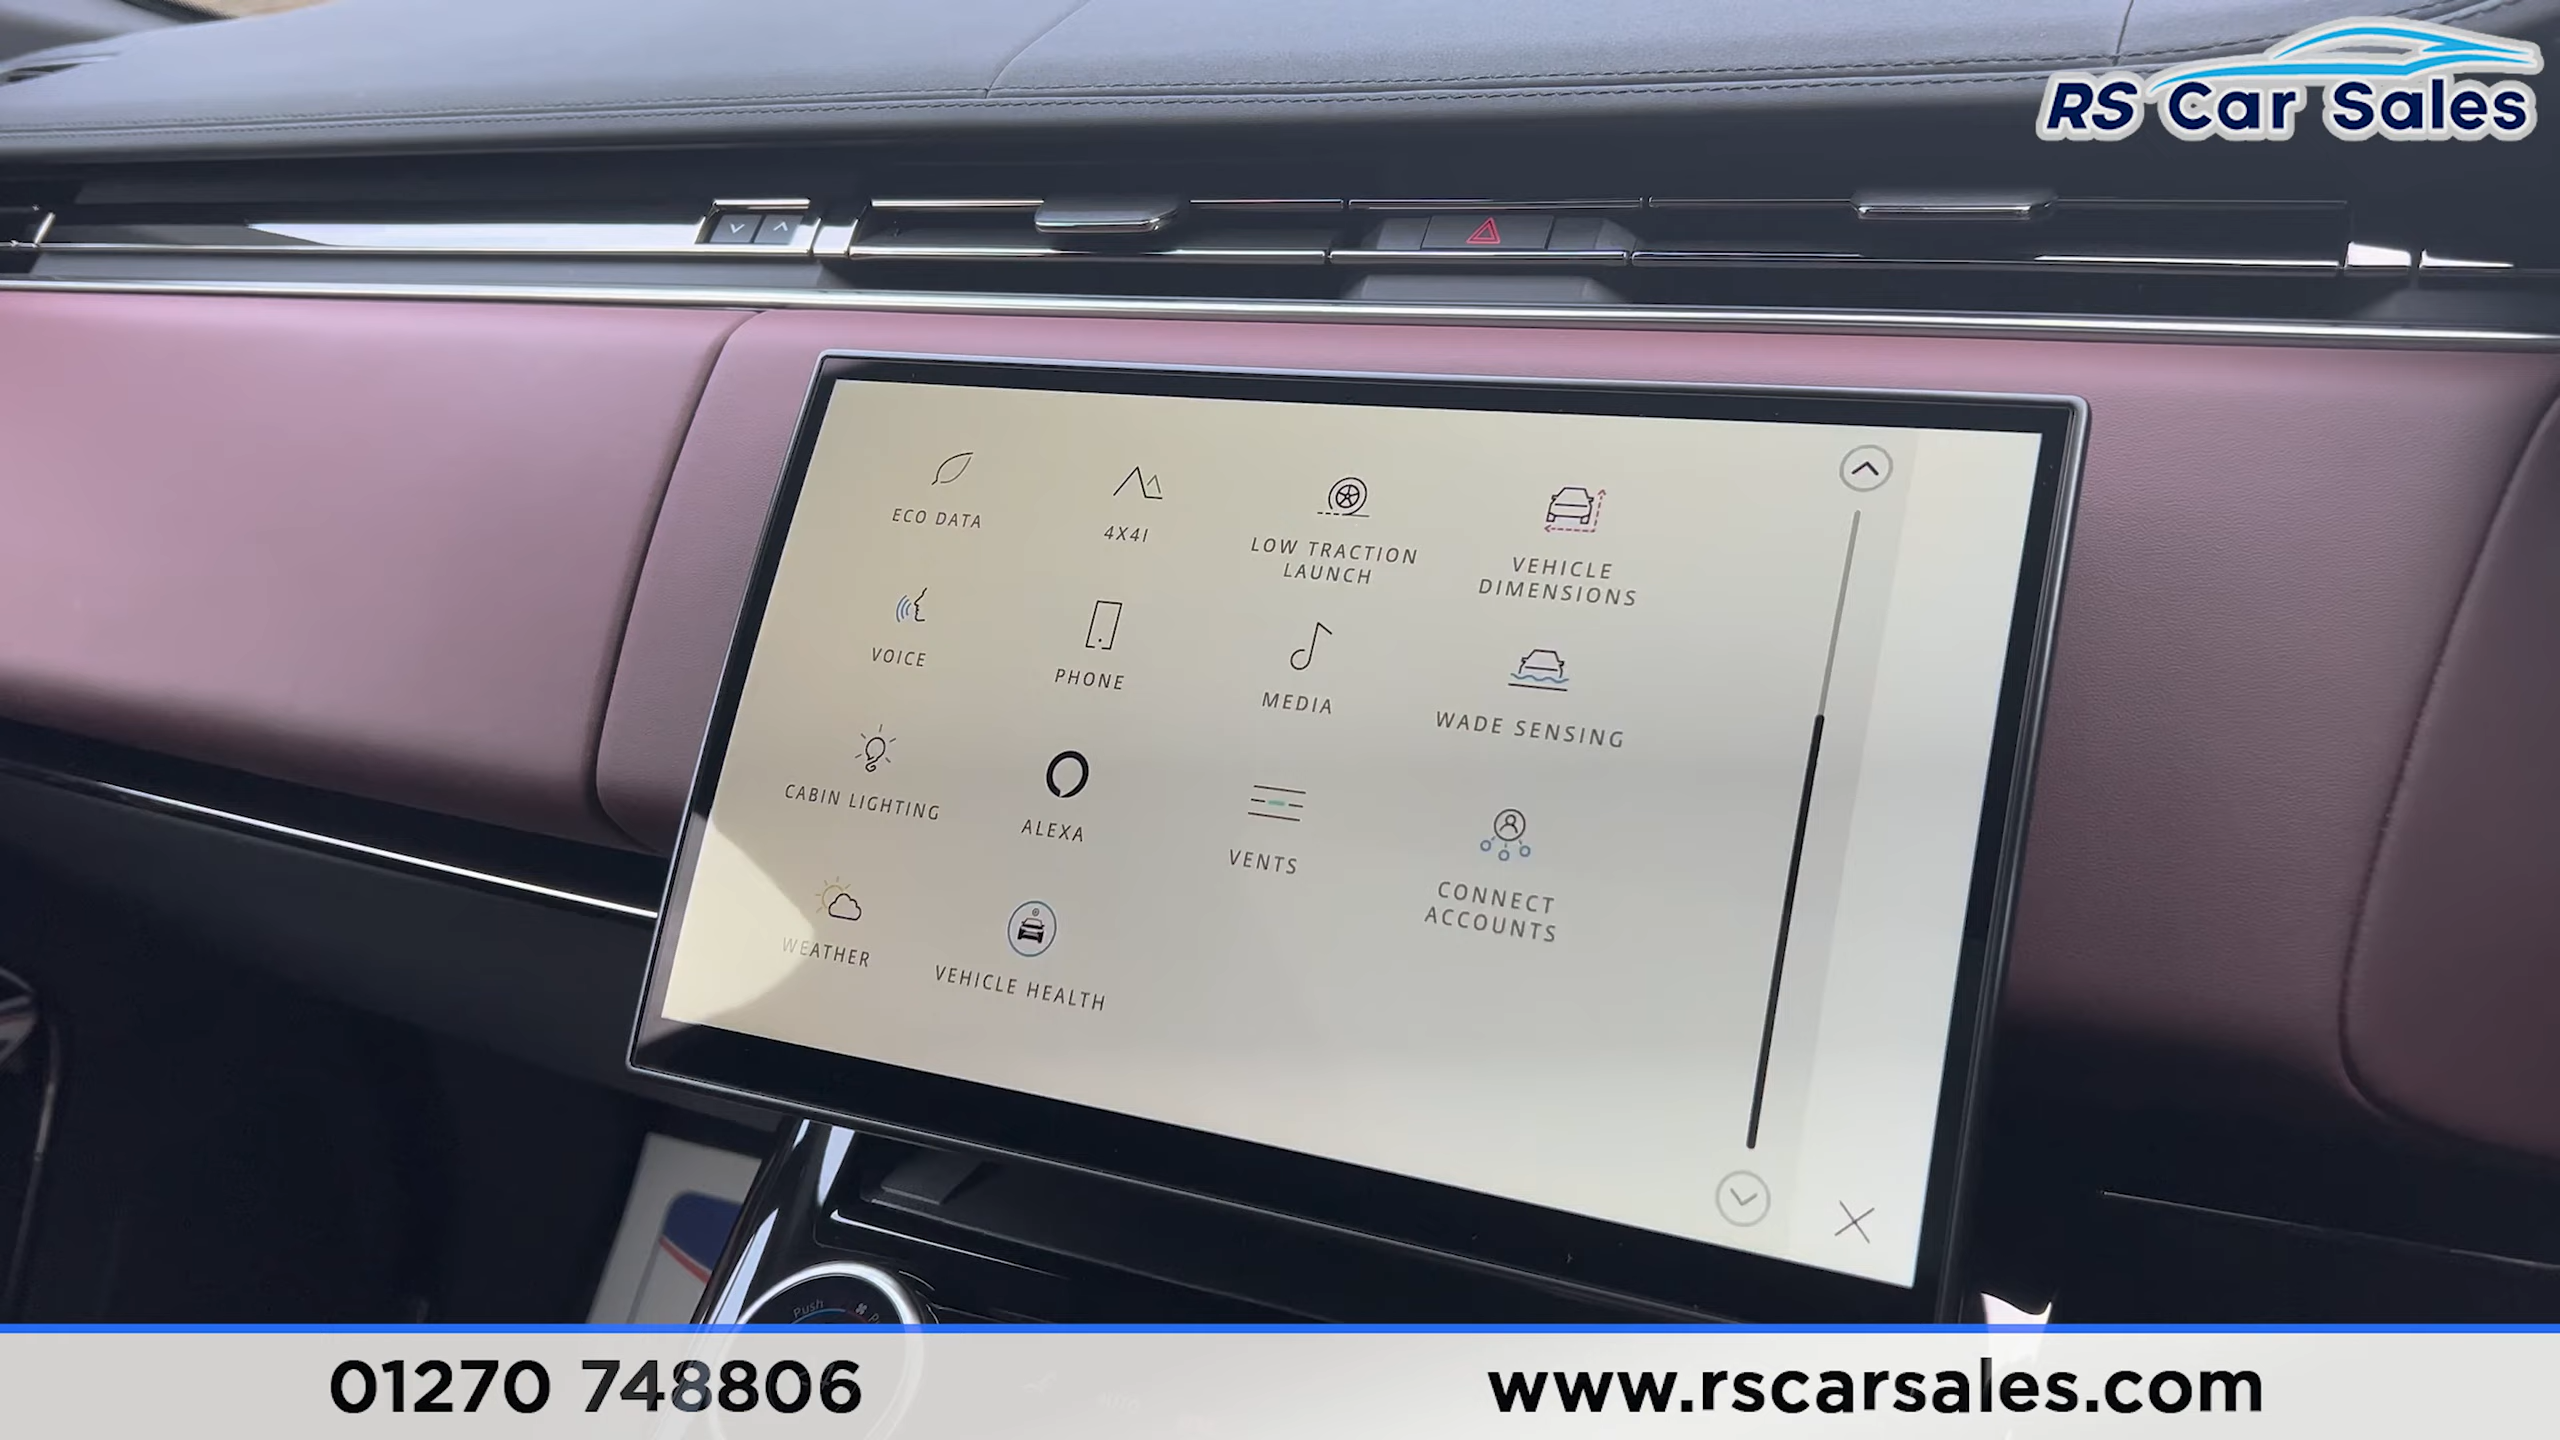 RS Car Sales
ECO DATA
4X4I
LOW TRACTION
LAUNCH
VEHICLE
DIMENSIONS
VOICE
PHONE
MEDIA
WADE SENSING
CABIN LIGHTING
ALEXA
VENTS
CONNECT
ACCOUNTS
WEATHER
VEHICLE HEALTH
Push
01270 748806
www.rscarsales.com